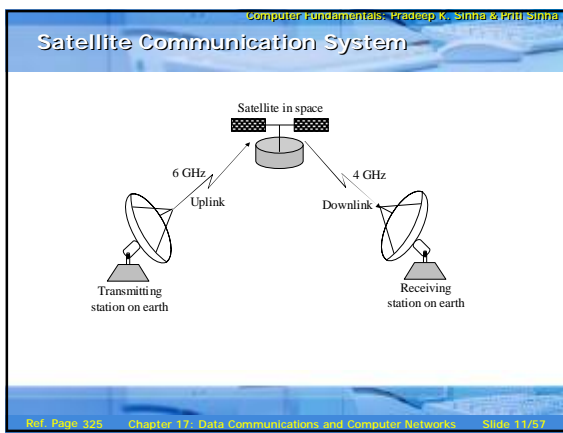 Computer Fundamentals: Pradeep K. Sinha & Priti Sinha
Satellite Communication System
Satellite in space
6 GHz
4 GHz
Uplink
Downlink
Transmitting
station on earth
Receiving
station on earth
Ref. Page 325 Chapter 17: Data Communications and Computer Networks Slide 11/57